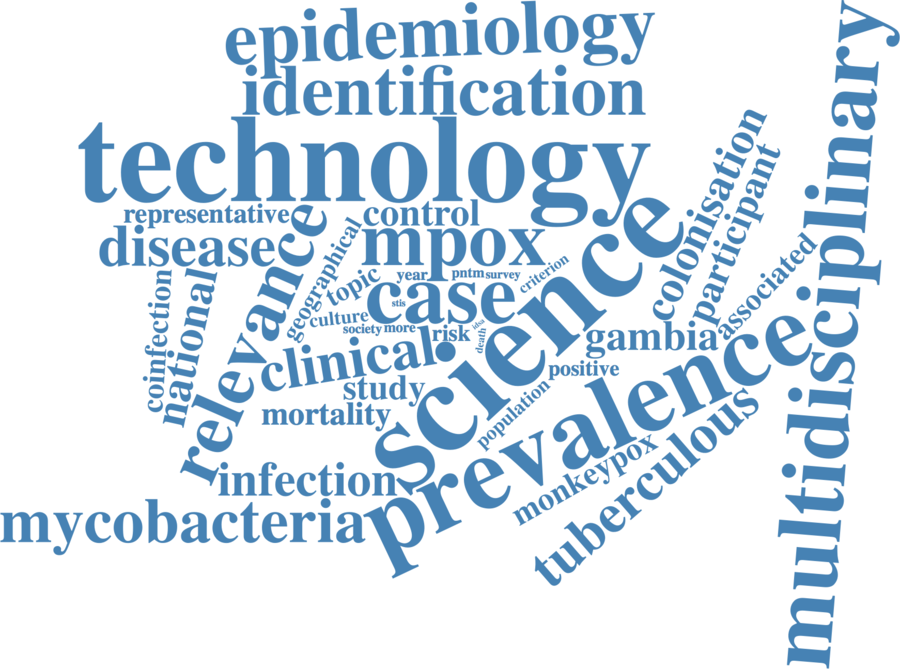 epidemiology
identification
technology
representative
control
disease
mpox
relevance
geographical
topic
year
pntm
survey
criterion
case
stis
culture
society
more
risk
idsa
death
coinfection
national
clinical
study
mortality
science
colonisation
participant
associated
gambia
positive
population
prevalence
monkeypox
tuberculous
infection
mycobacteria
multidisciplinary